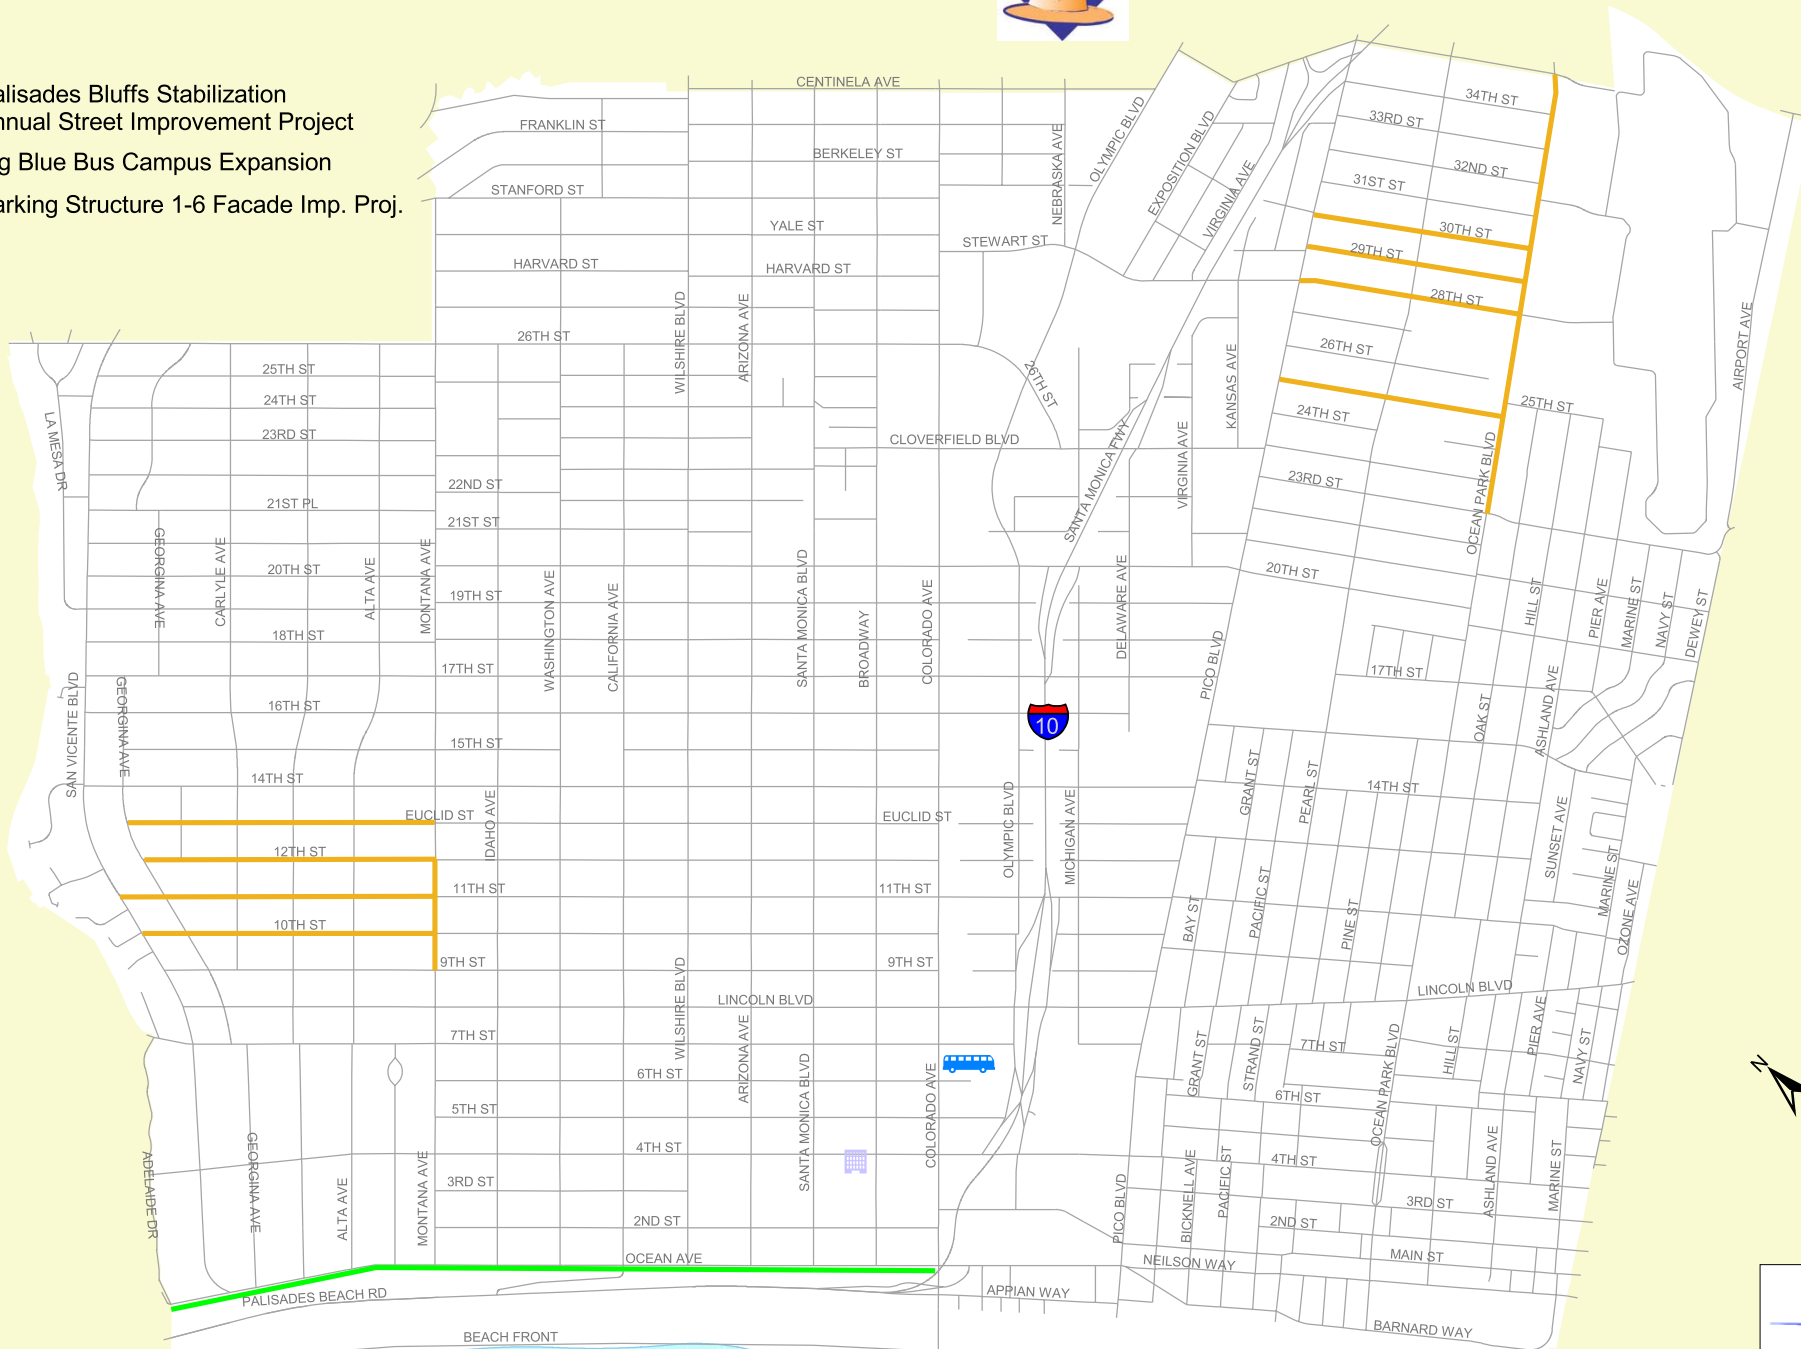 alisades Bluffs Stabilization
nnual Street Improvement Project
g Blue Bus Campus Expansion
arking Structure 1-6 Facade Imp. Proj.
CENTINELA AVE
34TH ST
33RD ST
FRANKLIN ST
NEBRASKA AVE
OLYMPIC BLVD
EXPOSITION BLVD
BERKELEY ST
32ND ST
31ST ST
STANFORD ST
VIRGINIA AVE
YALE ST
STEWART ST
30TH ST
29TH ST
HARVARD ST
HARVARD ST
28TH ST
WILSHIRE BLVD
ARIZONA AVE
AIRPORT AVE
26TH ST
26TH ST
KANSAS AVE
26TH ST
25TH ST
24TH ST
25TH ST
24TH ST
23RD ST
LA MESA DR
CLOVERFIELD BLVD
SANTA MONICA FWY
VIRGINIA AVE
23RD ST
OCEAN PARK BLVD
22ND ST
21ST PL
21ST ST
GEORGINA AVE
CARLYLE AVE
ALTA AVE
MONTANA AVE
20TH ST
20TH ST
19TH ST
WASHINGTON AVE
CALIFORNIA AVE
SANTA MONICA BLVD
BROADWAY
COLORADO AVE
DELAWARE AVE
HILL ST
PIER AVE
MARINE ST
NAVY ST
DEWEY ST
18TH ST
17TH ST
PICO BLVD
17TH ST
SAN VICENTE BLVD
GEORGINA AVE
16TH ST
10
OAK ST
ASHLAND AVE
15TH ST
14TH ST
GRANT ST
PEARL ST
14TH ST
EUCLID ST
IDAHO AVE
EUCLID ST
OLYMPIC BLVD
MICHIGAN AVE
SUNSET AVE
12TH ST
11TH ST
11TH ST
BAY ST
PACIFIC ST
PINE ST
MARINE ST
OZONE AVE
10TH ST
9TH ST
9TH ST
WILSHIRE BLVD
LINCOLN BLVD
LINCOLN BLVD
7TH ST
ARIZONA AVE
GRANT ST
STRAND ST
7TH ST
OCEAN PARK BLVD
HILL ST
PIER AVE
NAVY ST
6TH ST
SANTA MONICA BLVD
COLORADO AVE
6TH ST
N
5TH ST
4TH ST
4TH ST
ADELAIDE DR
GEORGINA AVE
ALTA AVE
MONTANA AVE
3RD ST
PICO BLVD
BICKNELL AVE
PACIFIC ST
3RD ST
ASHLAND AVE
MARINE ST
2ND ST
2ND ST
OCEAN AVE
NEILSON WAY
MAIN ST
PALISADES BEACH RD
APPIAN WAY
BEACH FRONT
BARNARD WAY